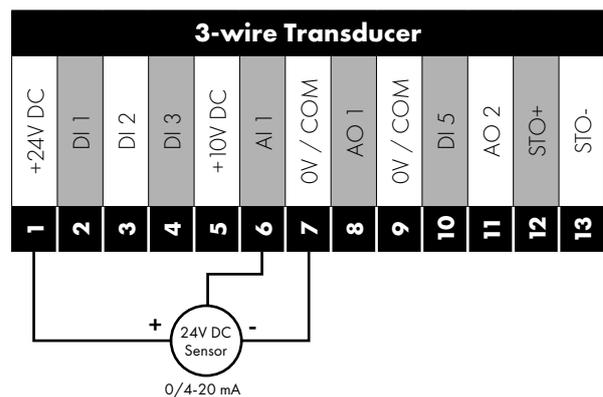 3-wire Transducer
+24V DC
DI 1
DI 2
DI 3
+10V DC
AI 1
0V / COM
AO 1
0V / COM
DI 5
AO 2
STO+
STO-
1
2
3
4
5
6
7
8
9
10
11
12
13
+
-
24V DC
Sensor
0/4-20 mA